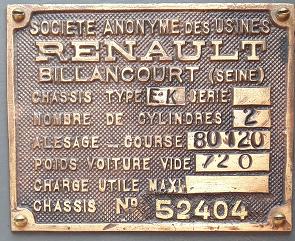 SOCIETE ANONYME DES USINES
RENAULT
BILLANCOURT (SEINE)
CHASSIS TYPE EK SERIE
NOMBRE DE CYLINDRES 2
ALESAGE _ COURSE 80/120
POIDS VOITURE VIDE 720
CHARGE UTILE MAXIM
CHASSIS Nº 52404